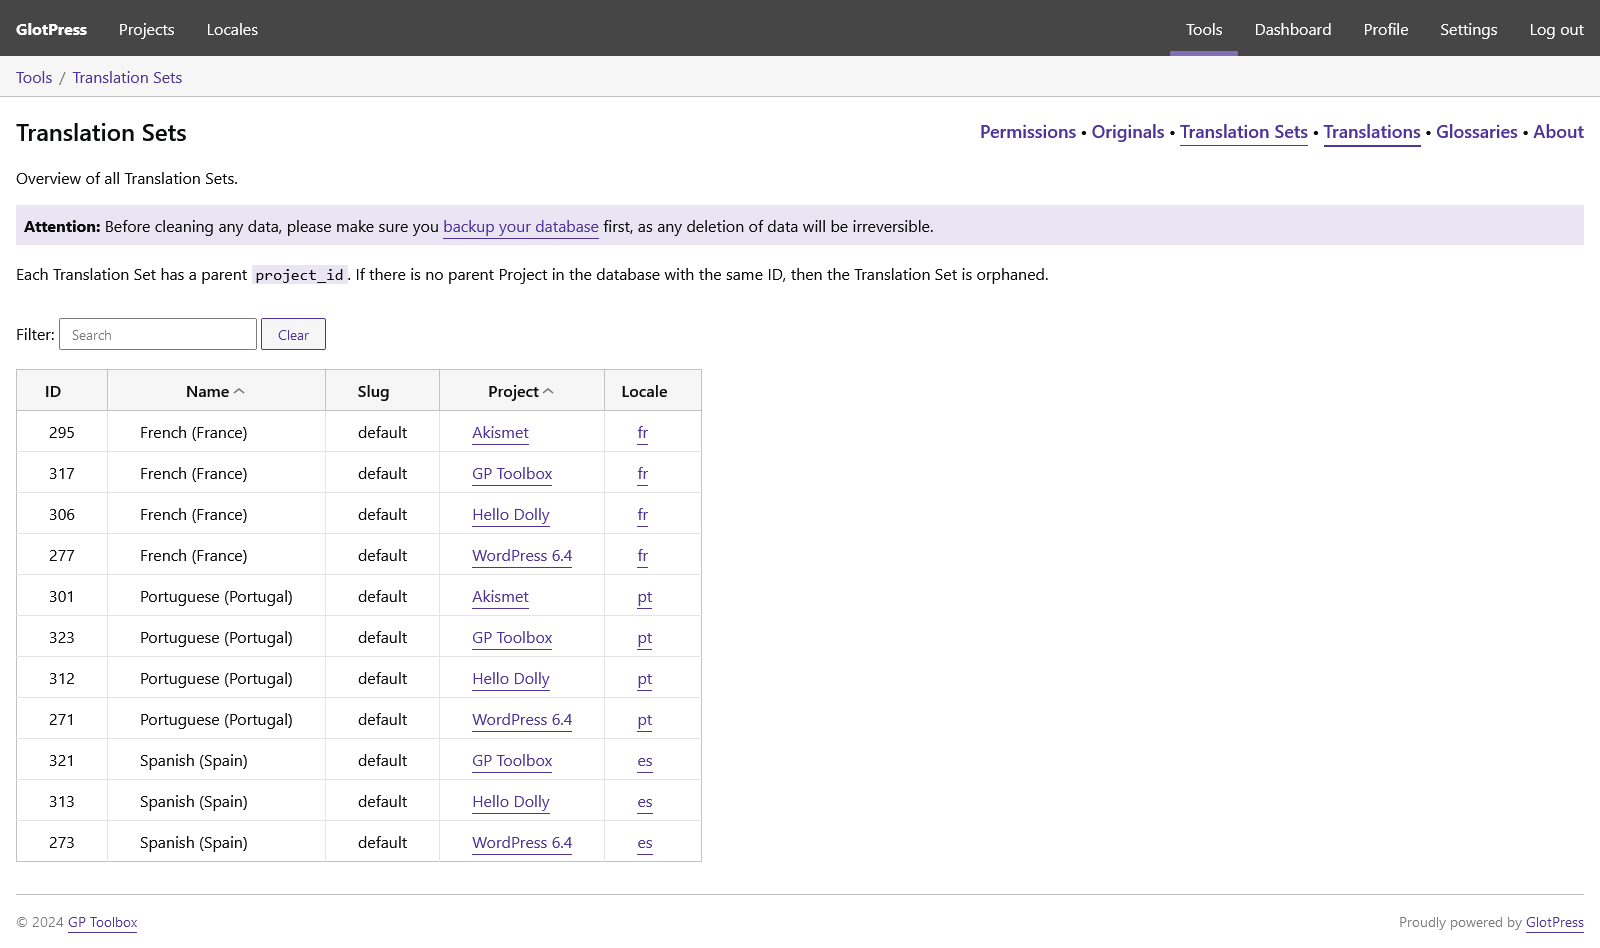 GlotPress Projects Locales Tools Dashboard Profile Settings Log out
Tools / Translation Sets
Translation Sets
Permissions • Originals • Translation Sets • Translations • Glossaries • About
Overview of all Translation Sets.
Attention: Before cleaning any data, please make sure you backup your database first, as any deletion of data will be irreversible.
Each Translation Set has a parent project_id. If there is no parent Project in the database with the same ID, then the Translation Set is orphaned.
Filter: Search Clear
ID Name Slug Project Locale
295 French (France) default Akismet fr
317 French (France) default GP Toolbox fr
306 French (France) default Hello Dolly fr
277 French (France) default WordPress 6.4 fr
301 Portuguese (Portugal) default Akismet pt
323 Portuguese (Portugal) default GP Toolbox pt
312 Portuguese (Portugal) default Hello Dolly pt
271 Portuguese (Portugal) default WordPress 6.4 pt
321 Spanish (Spain) default GP Toolbox es
313 Spanish (Spain) default Hello Dolly es
273 Spanish (Spain) default WordPress 6.4 es
© 2024 GP Toolbox Proudly powered by GlotPress